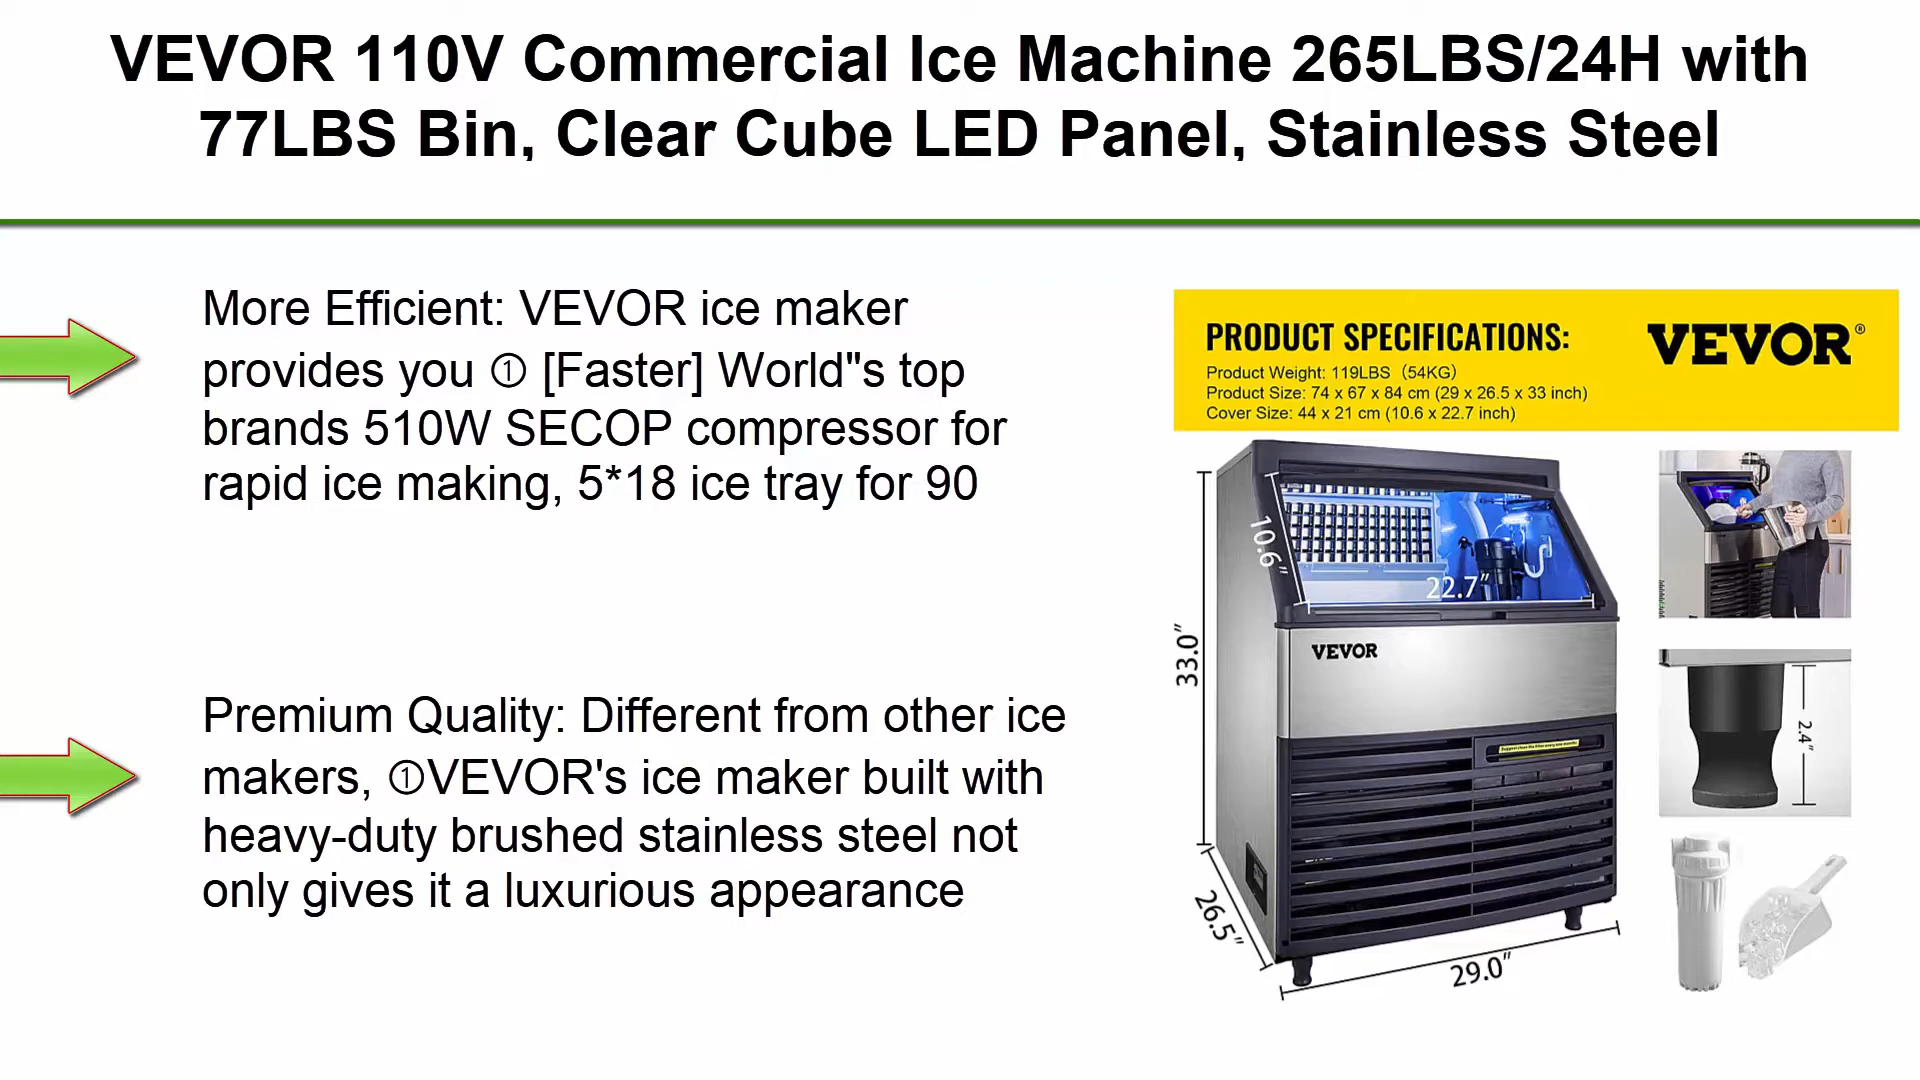 VEVOR 110V Commercial Ice Machine 265LBS/24H with
77LBS Bin, Clear Cube LED Panel, Stainless Steel
More Efficient: VEVOR ice maker
provides you ① [Faster] World"s top
brands 510W SECOP compressor for
rapid ice making, 5*18 ice tray for 90
Premium Quality: Different from other ice
makers, ①VEVOR's ice maker built with
heavy-duty brushed stainless steel not
only gives it a luxurious appearance
PRODUCT SPECIFICATIONS:
VEVOR®
Product Weight: 119LBS（54KG）
Product Size: 74 x 67 x 84 cm (29 x 26.5 x 33 inch)
Cover Size: 44 x 21 cm (10.6 x 22.7 inch)
10.6"
22.7"
33.0"
VEVOR
2.4"
26.5"
29.0"